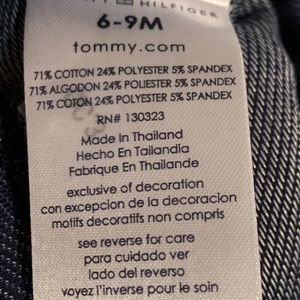 HILFIGER
6-9M
tommy.com
71% COTTON 24% POLYESTER 5% SPANDEX
71% ALGODON 24% POLIESTER 5% SPANDEX
71% COTON 24% POLYESTER 5% SPANDEX
RN# 130323
Made In Thailand
Hecho En Tailandia
Fabrique En Thailande
exclusive of decoration
con excepcion de la decoracion
motifs decoratifs non compris
see reverse for care
para cuidado ver
lado del reverso
voyez l'inverse pour le soin